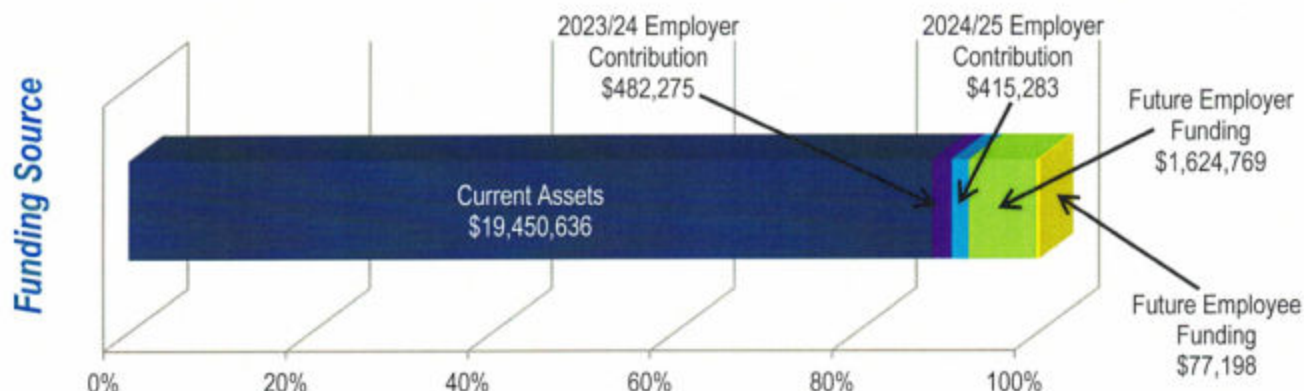 2023/24 Employer
Contribution
$482,275
2024/25 Employer
Contribution
$415,283
Future Employer
Funding
$1,624,769
Funding Source
Current Assets
$19,450,636
Future Employee
Funding
$77,198
0%
20%
40%
60%
80%
100%